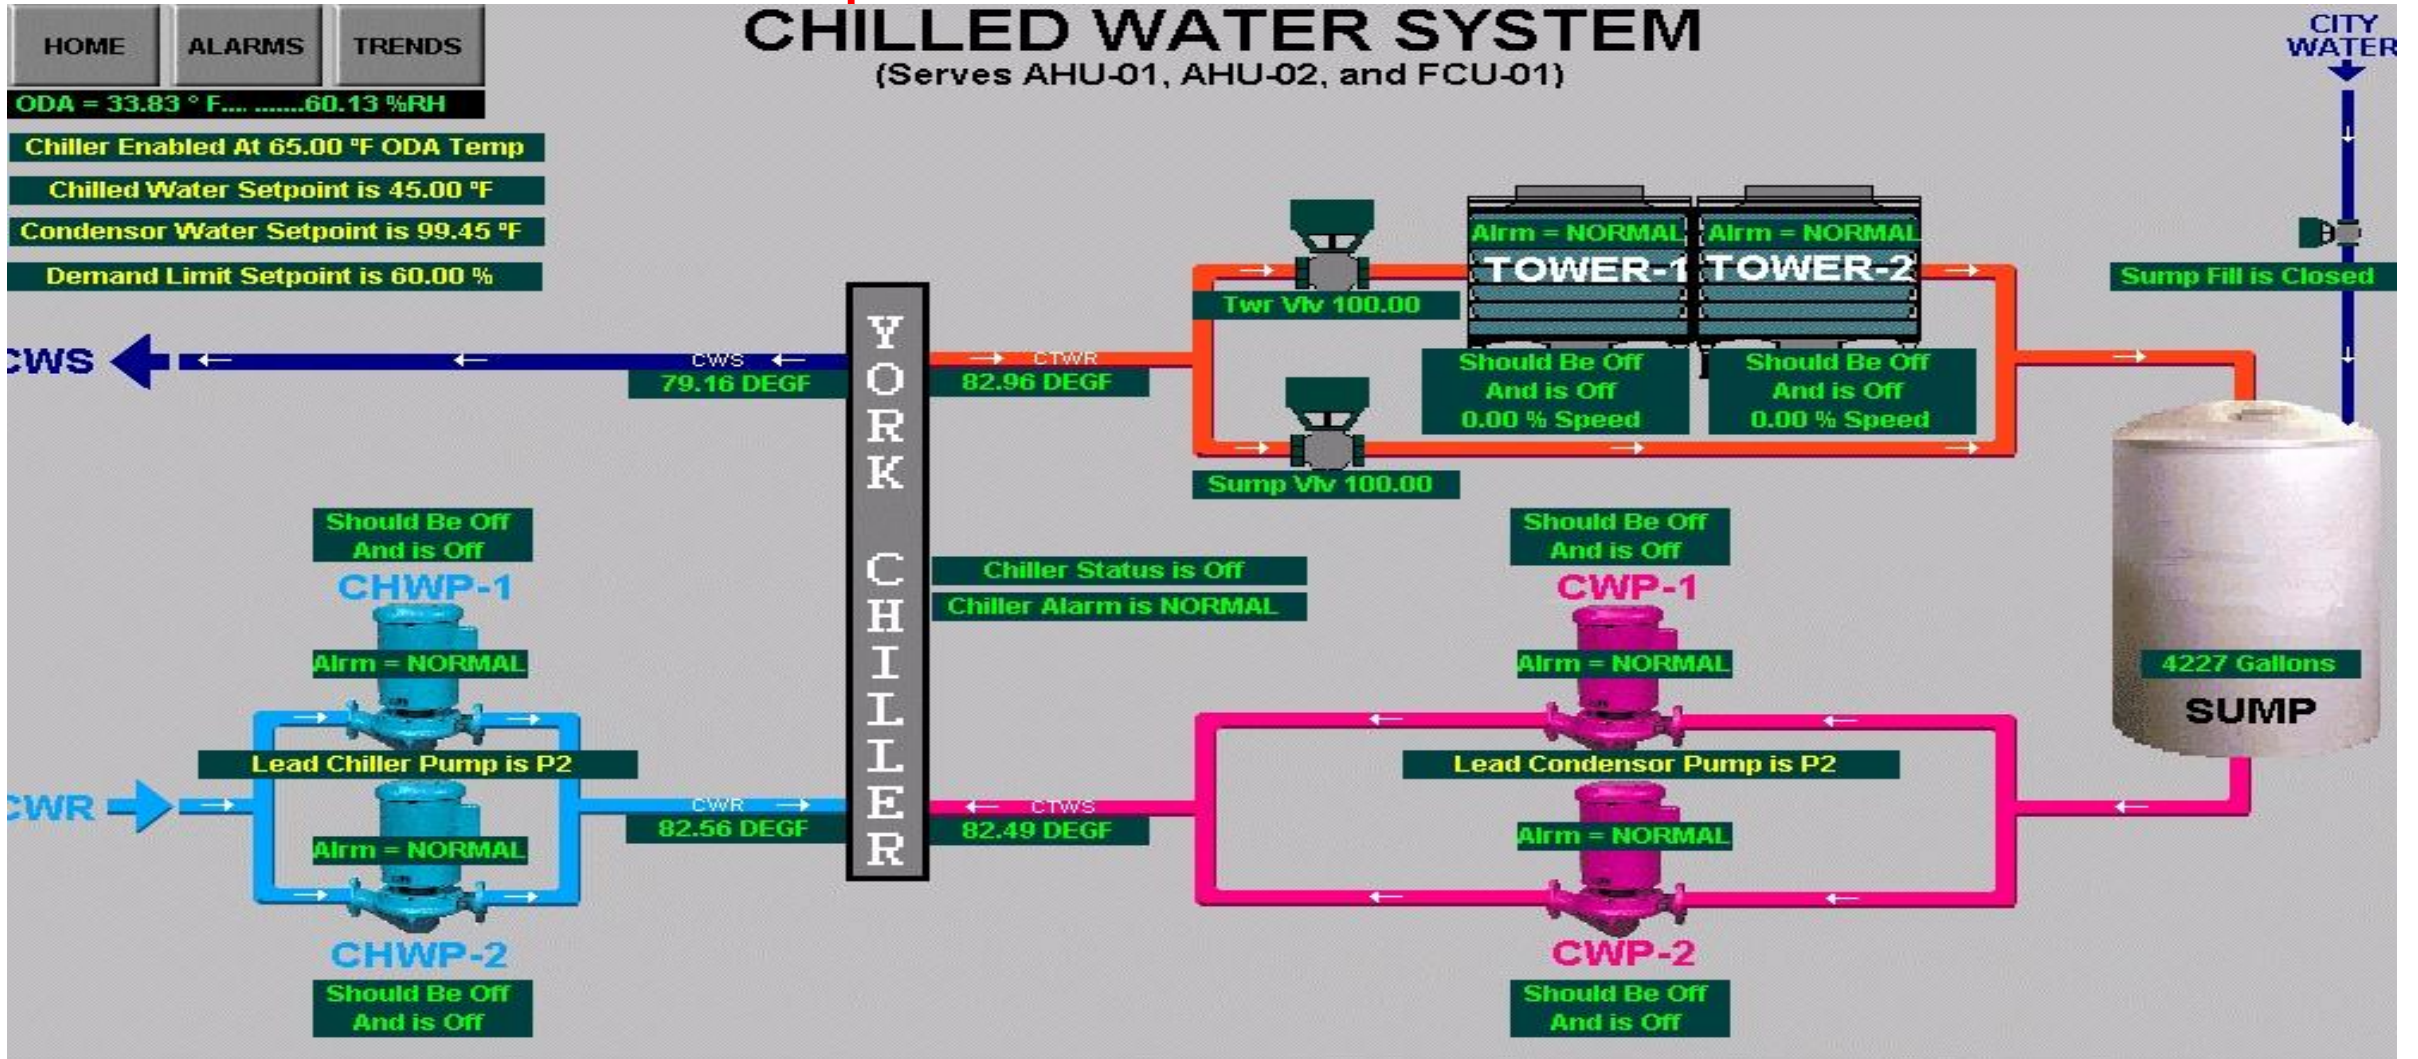 HOME
ALARMS
TRENDS
CHILLED WATER SYSTEM
(Serves AHU-01, AHU-02, and FCU-01)
CITY
WATER
ODA = 33.83 ° F.... .......60.13 %RH
Chiller Enabled At 65.00 ºF ODA Temp
Chilled Water Setpoint is 45.00 ºF
Condensor Water Setpoint is 99.45 ºF
Demand Limit Setpoint is 60.00 %
Alrm = NORMAL
Alrm = NORMAL
TOWER-1
TOWER-2
Sump Fill is Closed
Twr Vlv 100.00
CWS
CWS
79.16 DEGF
YORK CHILLER
CTWR
82.96 DEGF
Should Be Off
And is Off
0.00 % Speed
Should Be Off
And is Off
0.00 % Speed
Sump Vlv 100.00
Should Be Off
And is Off
CHWP-1
Alrm = NORMAL
Chiller Status is Off
Chiller Alarm is NORMAL
Should Be Off
And is Off
CWP-1
Alrm = NORMAL
4227 Gallons
SUMP
Lead Chiller Pump is P2
Lead Condensor Pump is P2
CWR
CWR
82.56 DEGF
CTWS
82.49 DEGF
Alrm = NORMAL
Alrm = NORMAL
CHWP-2
Should Be Off
And is Off
CWP-2
Should Be Off
And is Off